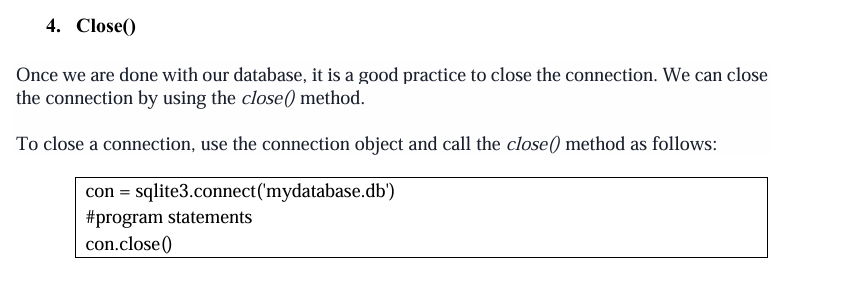 4. Close()
Once we are done with our database, it is a good practice to close the connection. We can close
the connection by using the close() method.
To close a connection, use the connection object and call the close() method as follows:
con = sqlite3.connect('mydatabase.db')
#program statements
con.close()